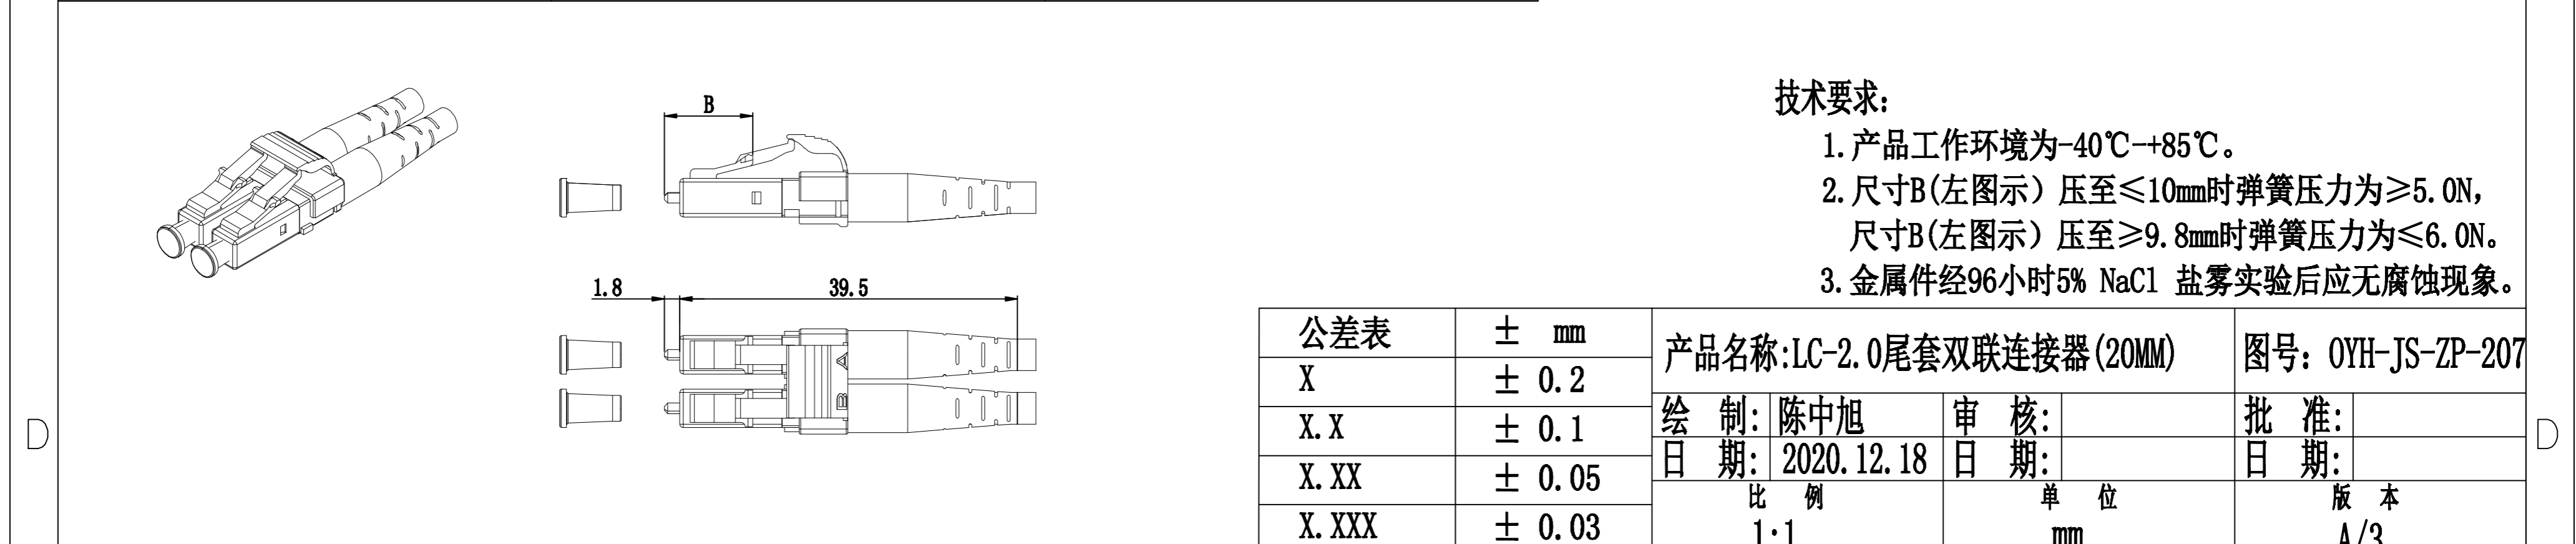 技术要求:
1.产品工作环境为-40℃-+85℃。
2.尺寸B(左图示）压至≤10mm时弹簧压力为≥5.0N，
尺寸B(左图示）压至≥9.8mm时弹簧压力为≤6.0N。
3.金属件经96小时5% NaCl 盐雾实验后应无腐蚀现象。
B
1.8
39.5
A
B
D
D
公差表 ± mm
X ± 0.2
X.X ± 0.1
X.XX ± 0.05
X.XXX ± 0.03
产品名称:LC-2.0尾套双联连接器(20MM)
图号: OYH-JS-ZP-207
绘 制: 陈中旭 审 核: 批 准:
日 期: 2020.12.18 日 期: 日 期:
比 例 单 位 版 本
1:1 mm A/3